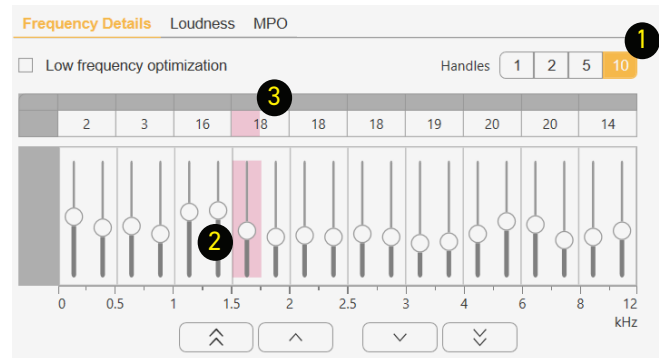 Frequency Details Loudness MPO
1
Low frequency optimization Handles 1 2 5 10
3
2 3 16 18 18 18 19 20 20 14
2
0 0.5 1 1.5 2 2.5 3 4 6 8 12
kHz